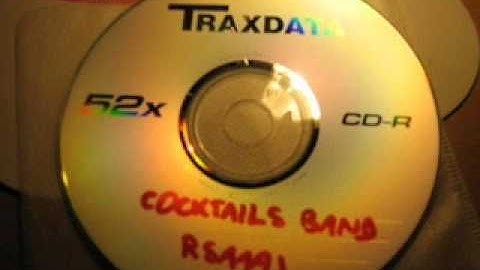 TRAXDATA
52x
CD-R
COCKTAILS BAND